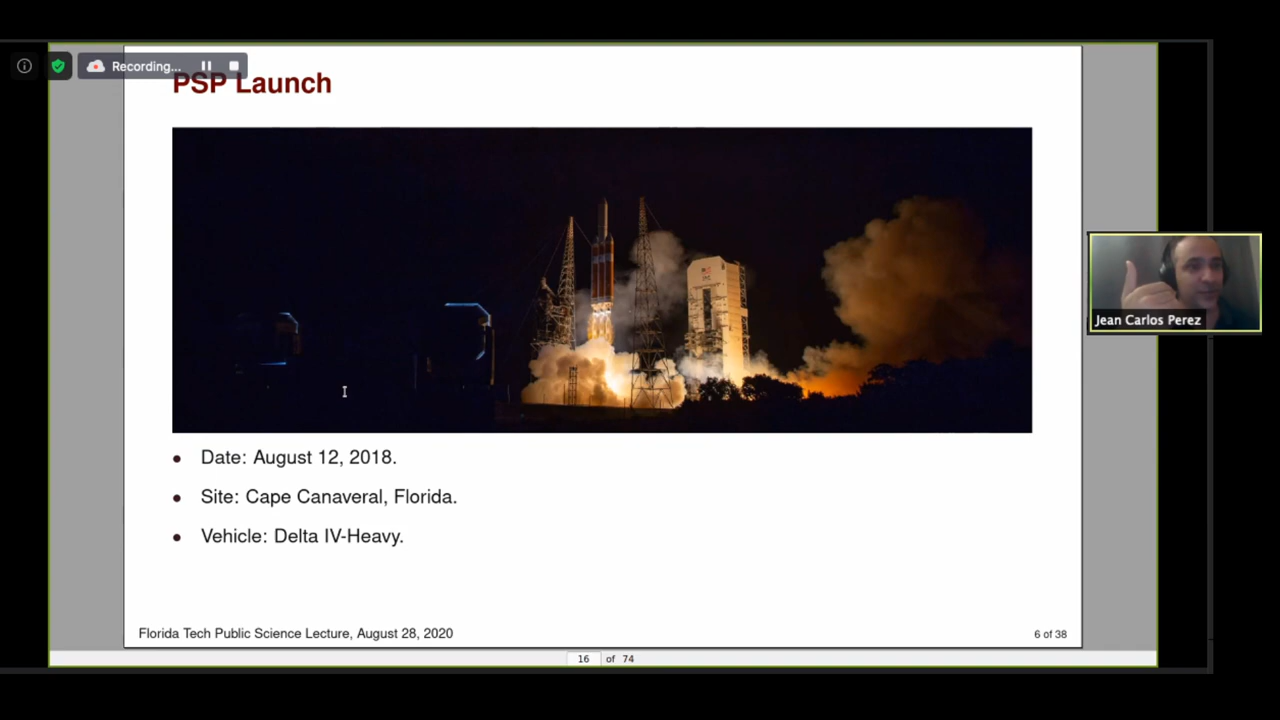 Recording...
PSP Launch
Jean Carlos Perez
Date: August 12, 2018.
Site: Cape Canaveral, Florida.
Vehicle: Delta IV-Heavy.
Florida Tech Public Science Lecture, August 28, 2020
6 of 38
16 of 74